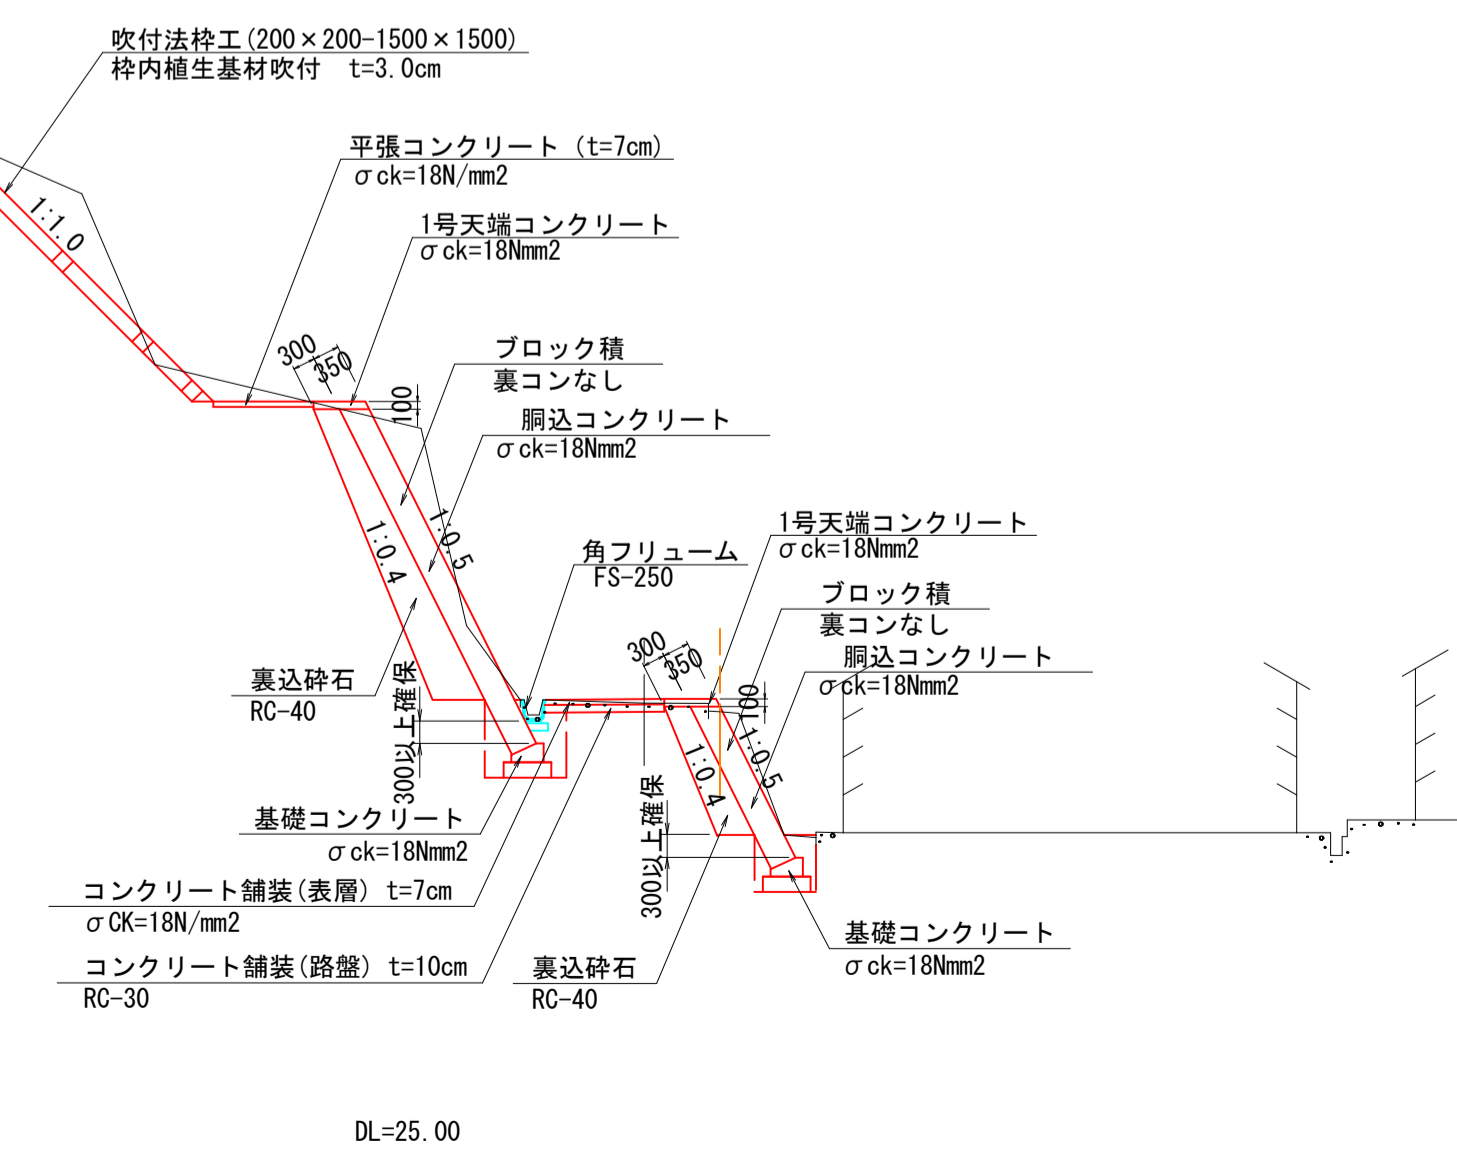 吹付法枠工(200×200-1500×1500)
枠内植生基材吹付　t=3.0cm
平張コンクリート (t=7cm)
σck=18N/mm2
1:1.0
1号天端コンクリート
σck=18Nmm2
300
350
100
ブロック積
裏コンなし
胴込コンクリート
σck=18Nmm2
1:0.4
1:0.5
角フリューム
FS-250
1号天端コンクリート
σck=18Nmm2
ブロック積
裏コンなし
胴込コンクリート
σck=18Nmm2
300
350
100
裏込砕石
RC-40
300以上確保
1:0.4
1:0.5
300以上確保
基礎コンクリート
σck=18Nmm2
コンクリート舗装(表層) t=7cm
σCK=18N/mm2
コンクリート舗装(路盤) t=10cm
RC-30
裏込砕石
RC-40
基礎コンクリート
σck=18Nmm2
DL=25.00